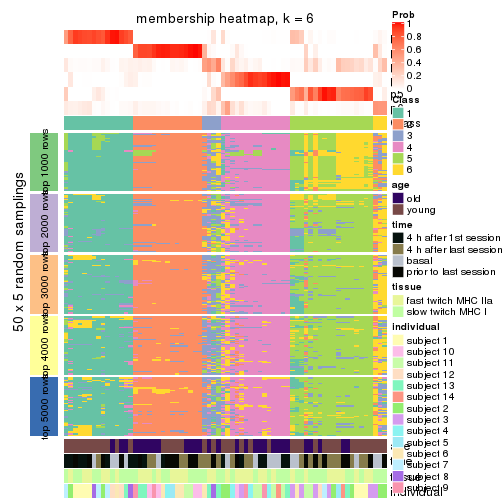 membership heatmap, k = 6
Prob
1
0.8
0.6
0.4
0.2
0
Class
1
2
3
4
5
6
age
old
young
time
4 h after 1st session
4 h after last session
basal
prior to last session
tissue
fast twitch MHC IIa
slow twitch MHC I
individual
subject 1
subject 10
subject 11
subject 12
subject 13
subject 14
subject 2
subject 3
subject 4
subject 5
subject 6
subject 7
subject 8
subject 9
50 x 5 random samplings
top 1000 rows
top 2000 rows
top 3000 rows
top 4000 rows
top 5000 rows
individual